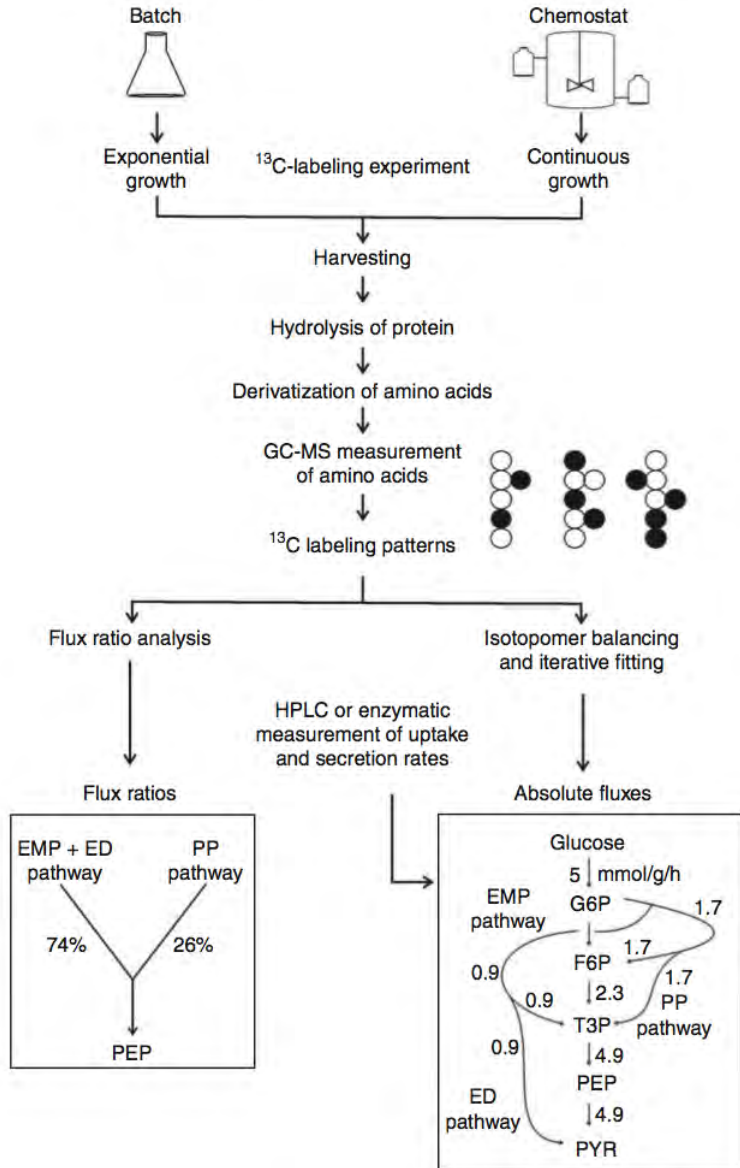 Batch
Chemostat
Exponential
growth
¹³C-labeling experiment
Continuous
growth
Harvesting
Hydrolysis of protein
Derivatization of amino acids
GC-MS measurement
of amino acids
¹³C labeling patterns
Flux ratio analysis
Isotopomer balancing
and iterative fitting
HPLC or enzymatic
measurement of uptake
and secretion rates
Flux ratios
EMP + ED
pathway
PP
pathway
74%
26%
PEP
Absolute fluxes
Glucose
5 mmol/g/h
G6P
EMP
pathway
1.7
1.7
F6P
0.9
1.7
2.3
PP
pathway
0.9
T3P
0.9
4.9
PEP
ED
pathway
4.9
PYR